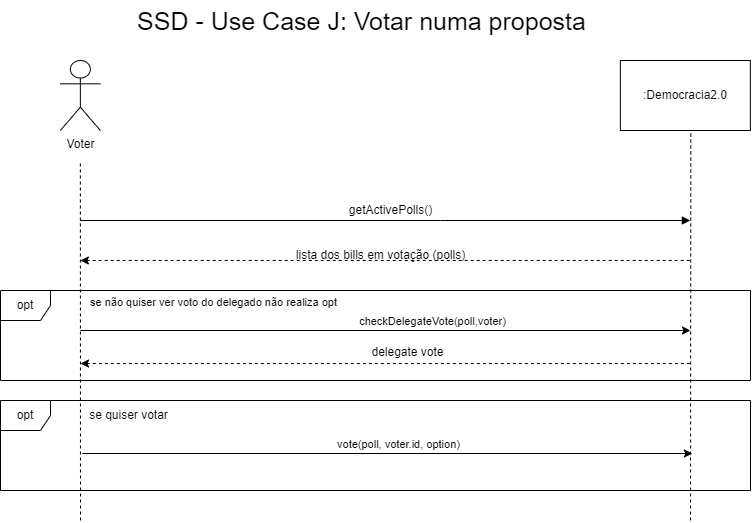 SSD - Use Case J: Votar numa proposta
:Democracia2.0
Voter
getActivePolls()
lista dos bills em votação (polls)
opt
se não quiser ver voto do delegado não realiza opt
checkDelegateVote(poll,voter)
delegate vote
opt
se quiser votar
vote(poll, voter.id, option)